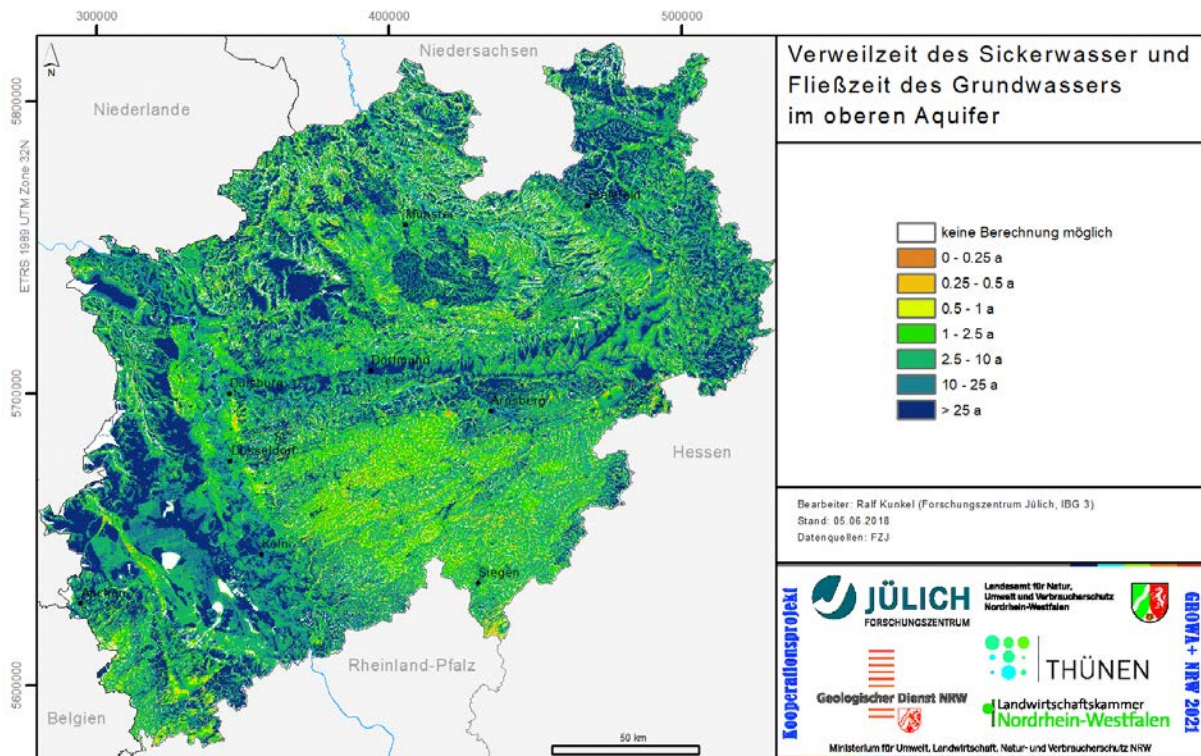 300000 400000 500000
Niedersachsen
N
Niederlande
5800000
ETRS 1989 UTM Zone 32N
Bielefeld
Münster
Dortmund
Duisburg
5700000
Arnsberg
Düsseldorf
Hessen
Köln
Siegen
Aachen
Rheinland-Pfalz
5600000
Belgien
50 km
Verweilzeit des Sickerwasser und
Fließzeit des Grundwassers
im oberen Aquifer
keine Berechnung möglich
0 - 0.25 a
0.25 - 0.5 a
0.5 - 1 a
1 - 2.5 a
2.5 - 10 a
10 - 25 a
> 25 a
Bearbeiter: Ralf Kunkel (Forschungszentrum Jülich, IBG 3)
Stand: 05.06.2018
Datenquellen: FZJ
Kooperationsprojekt
JÜLICH
FORSCHUNGSZENTRUM
Landesamt für Natur,
Umwelt und Verbraucherschutz
Nordrhein-Westfalen
GROWA+ NRW 2021
THÜNEN
Geologischer Dienst NRW
Landwirtschaftskammer
Nordrhein-Westfalen
Ministerium für Umwelt, Landwirtschaft, Natur- und Verbraucherschutz NRW